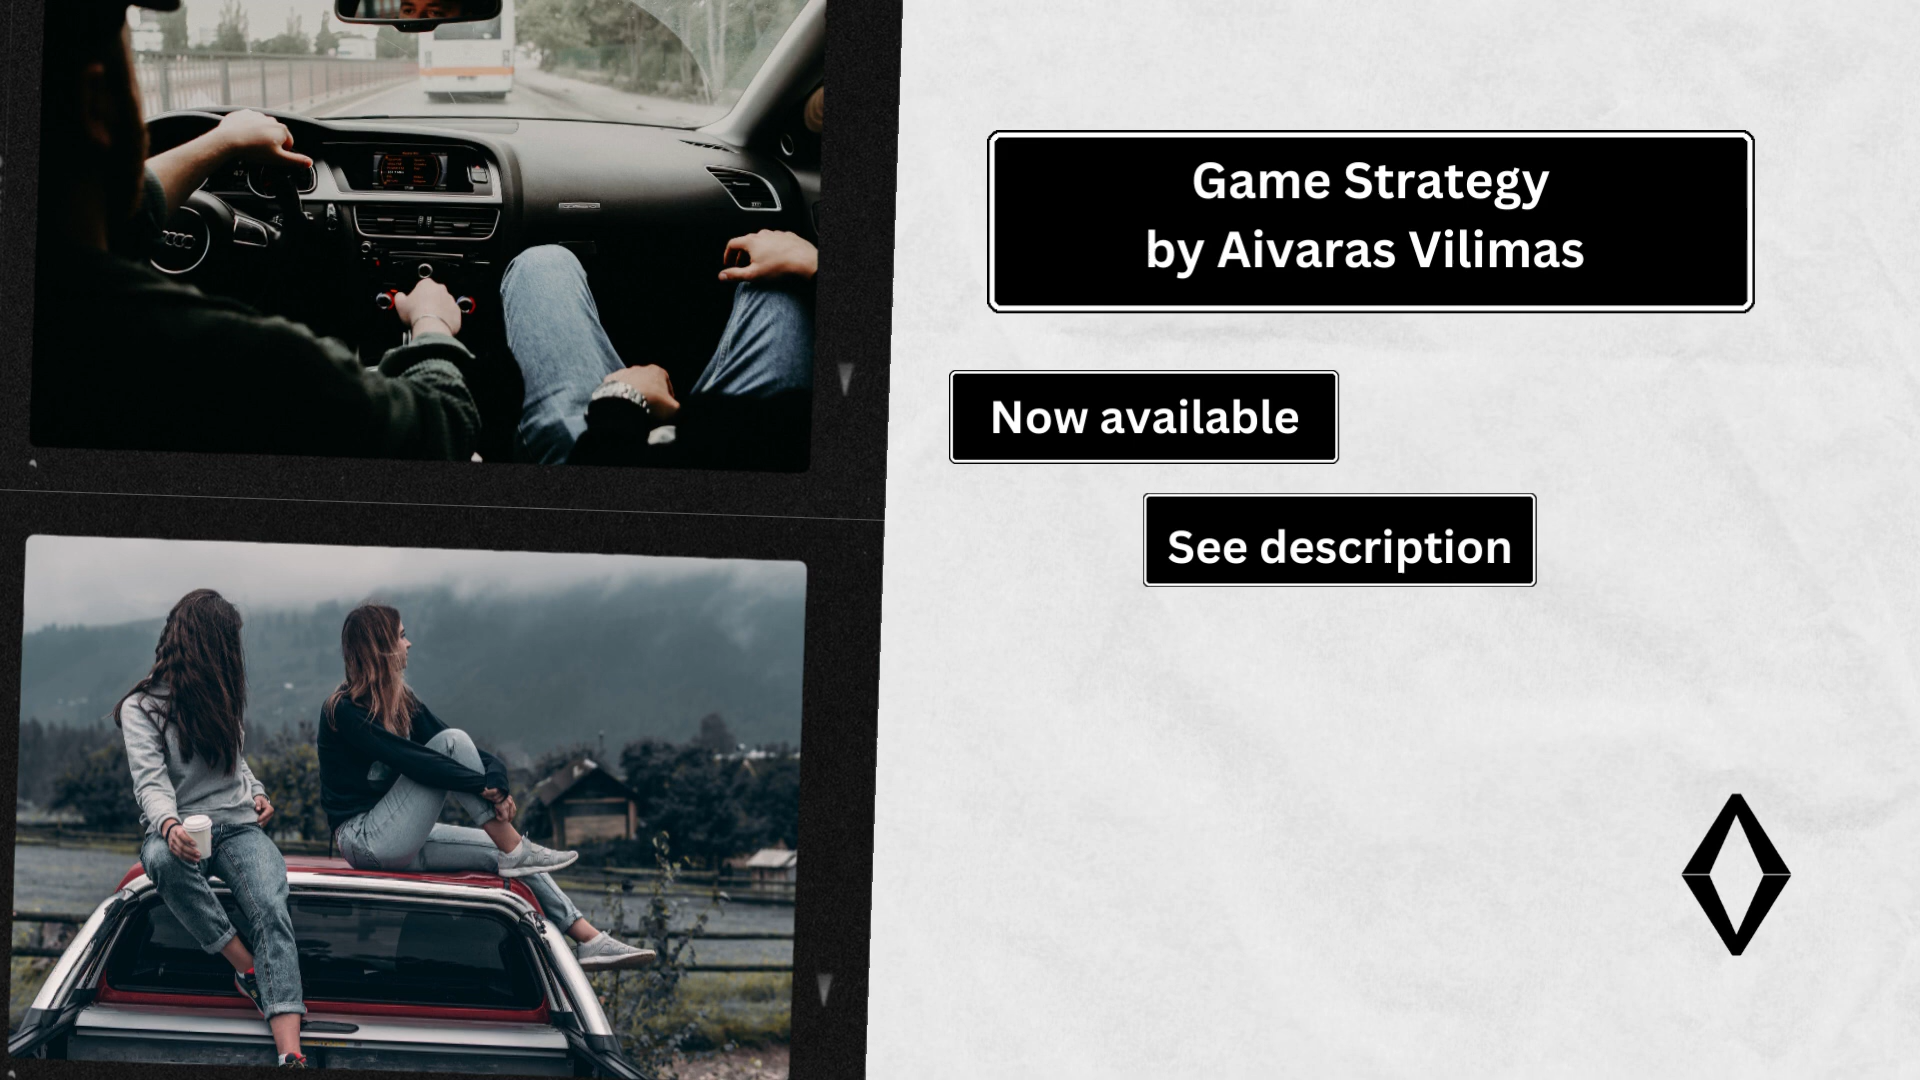 Game Strategy
by Aivaras Vilimas
Now available
See description